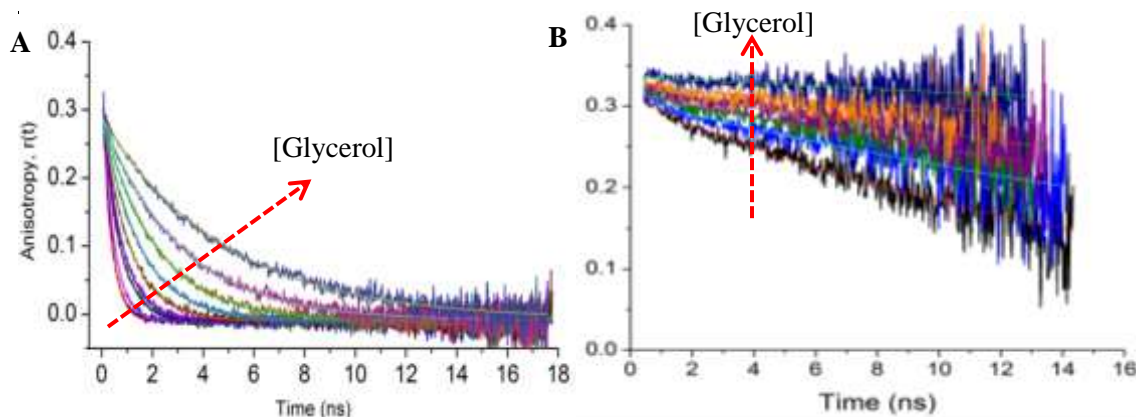 A
[Glycerol]
Anisotropy, r(t)
0.4
0.3
0.2
0.1
0.0
0 2 4 6 8 10 12 14 16 18
Time (ns)
B
[Glycerol]
0.4
0.3
0.2
0.1
0.0
0 2 4 6 8 10 12 14 16
Time (ns)